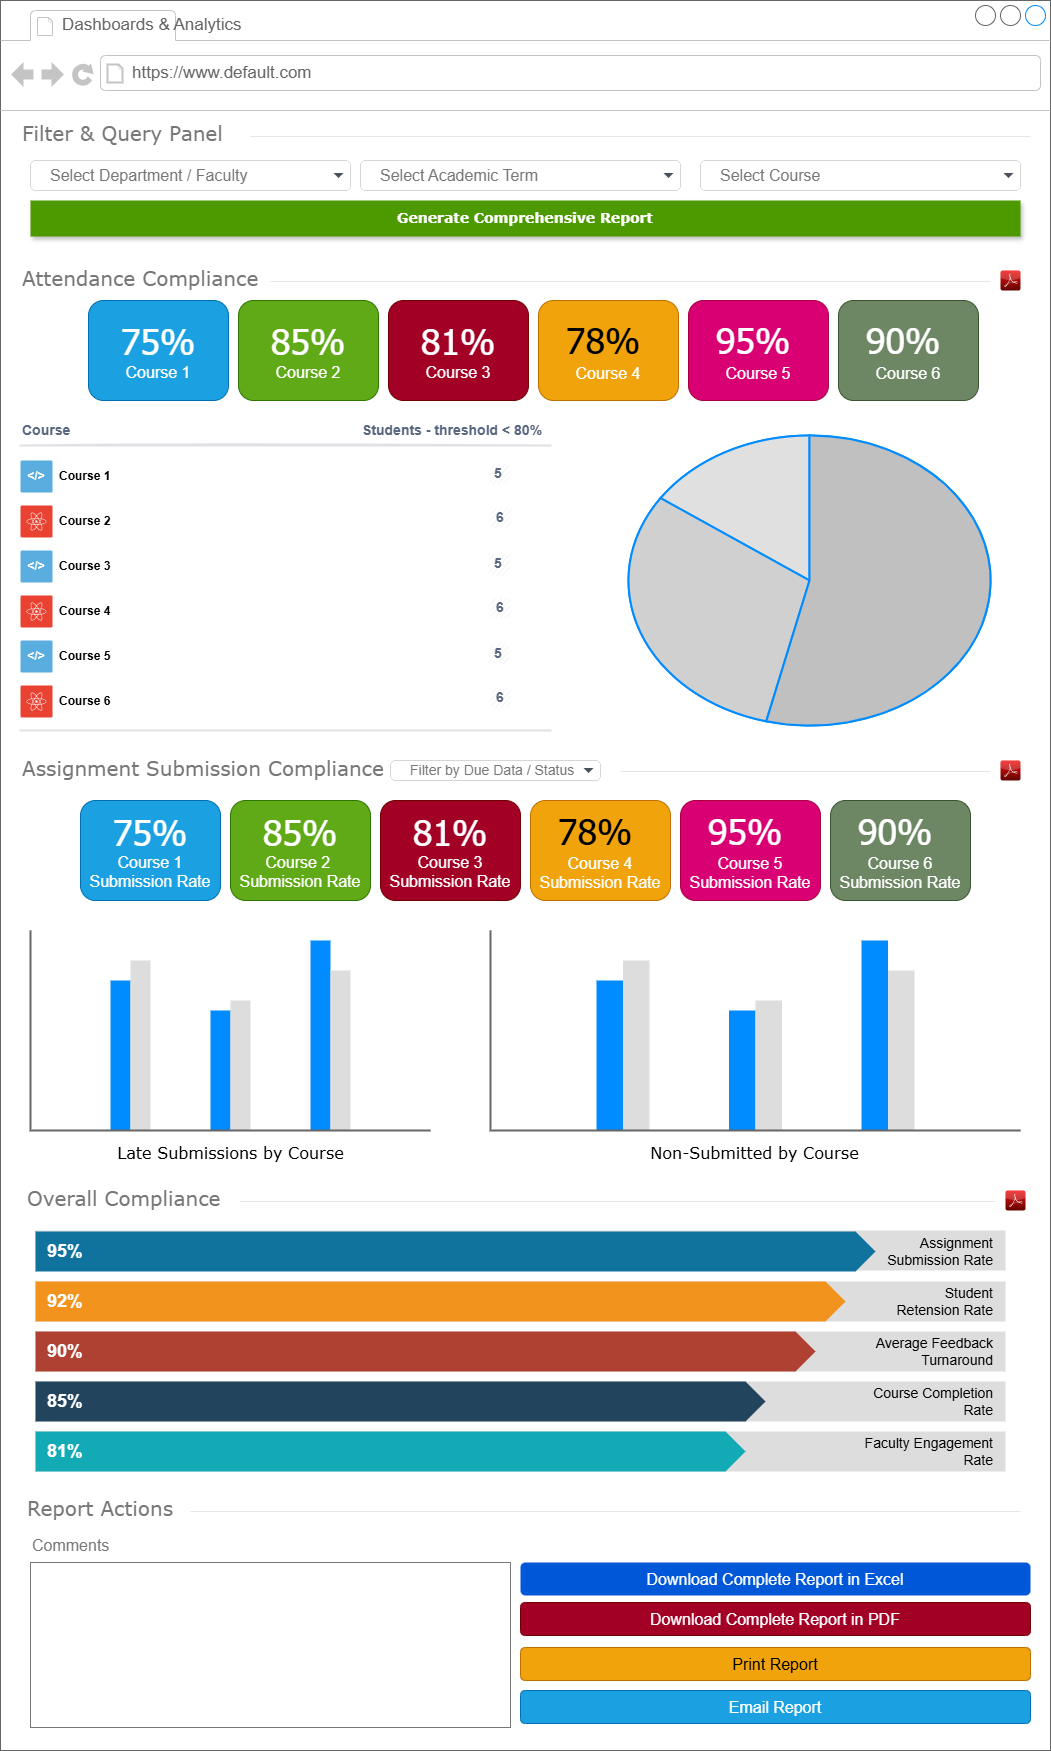 Dashboards & Analytics
https://www.default.com
Filter & Query Panel
Select Department / Faculty
Select Academic Term
Select Course
Generate Comprehensive Report
Attendance Compliance
75% 85% 81% 78% 95% 90%
Course 1 Course 2 Course 3 Course 4 Course 5 Course 6
Course Students - threshold < 80%
</> Course 1 5
Course 2 6
</> Course 3 5
Course 4 6
</> Course 5 5
Course 6 6
Assignment Submission Compliance Filter by Due Data / Status
75% 85% 81% 78% 95% 90%
Course 1 Course 2 Course 3 Course 4 Course 5 Course 6
Submission Rate Submission Rate Submission Rate Submission Rate Submission Rate Submission Rate
Late Submissions by Course
Non-Submitted by Course
Overall Compliance
95%
Assignment
Submission Rate
92%
Student
Retension Rate
90%
Average Feedback
Turnaround
85%
Course Completion
Rate
81%
Faculty Engagement
Rate
Report Actions
Comments
Download Complete Report in Excel
Download Complete Report in PDF
Print Report
Email Report